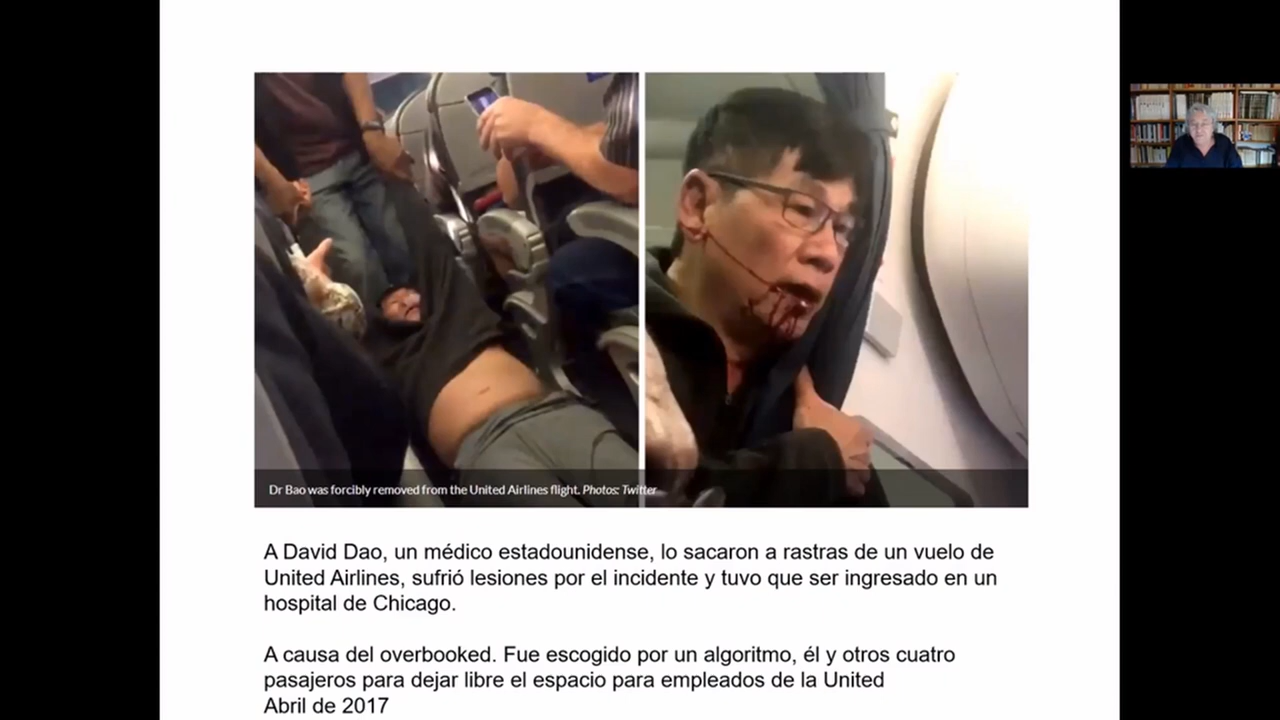 Dr Bao was forcibly removed from the United Airlines flight. Photos: Twitter
A David Dao, un médico estadounidense, lo sacaron a rastras de un vuelo de
United Airlines, sufrió lesiones por el incidente y tuvo que ser ingresado en un
hospital de Chicago.
A causa del overbooked. Fue escogido por un algoritmo, él y otros cuatro
pasajeros para dejar libre el espacio para empleados de la United
Abril de 2017